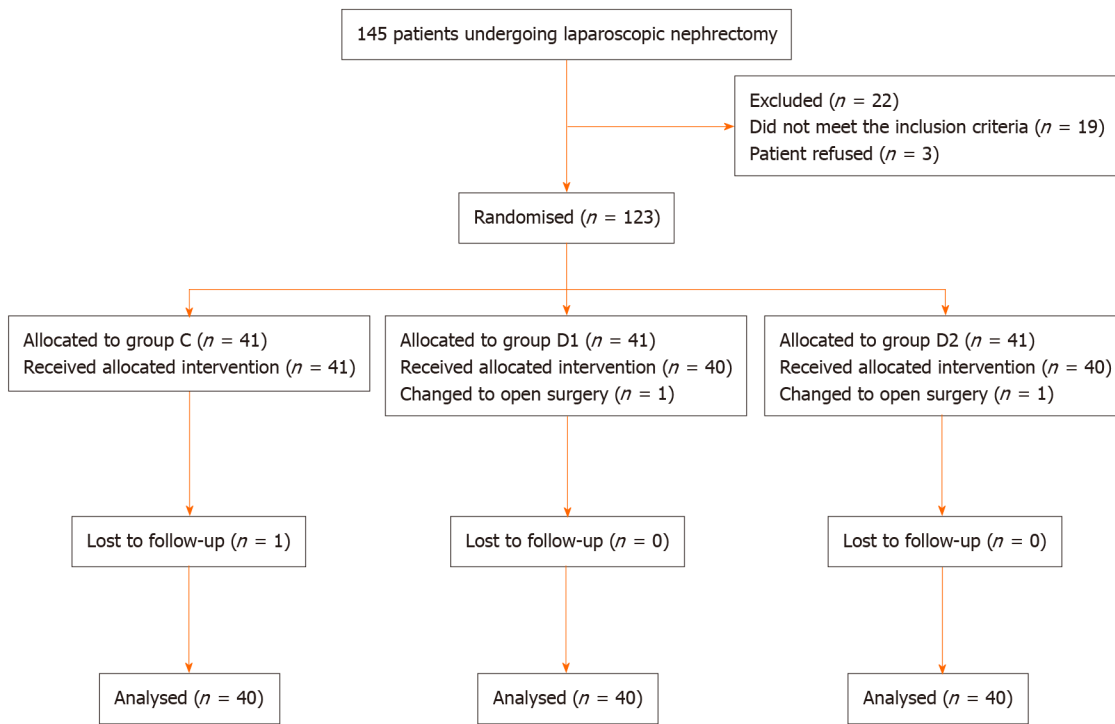 145 patients undergoing laparoscopic nephrectomy
Excluded (n = 22)
Did not meet the inclusion criteria (n = 19)
Patient refused (n = 3)
Randomised (n = 123)
Allocated to group C (n = 41)
Received allocated intervention (n = 41)
Allocated to group D1 (n = 41)
Received allocated intervention (n = 40)
Changed to open surgery (n = 1)
Allocated to group D2 (n = 41)
Received allocated intervention (n = 40)
Changed to open surgery (n = 1)
Lost to follow-up (n = 1)
Lost to follow-up (n = 0)
Lost to follow-up (n = 0)
Analysed (n = 40)
Analysed (n = 40)
Analysed (n = 40)